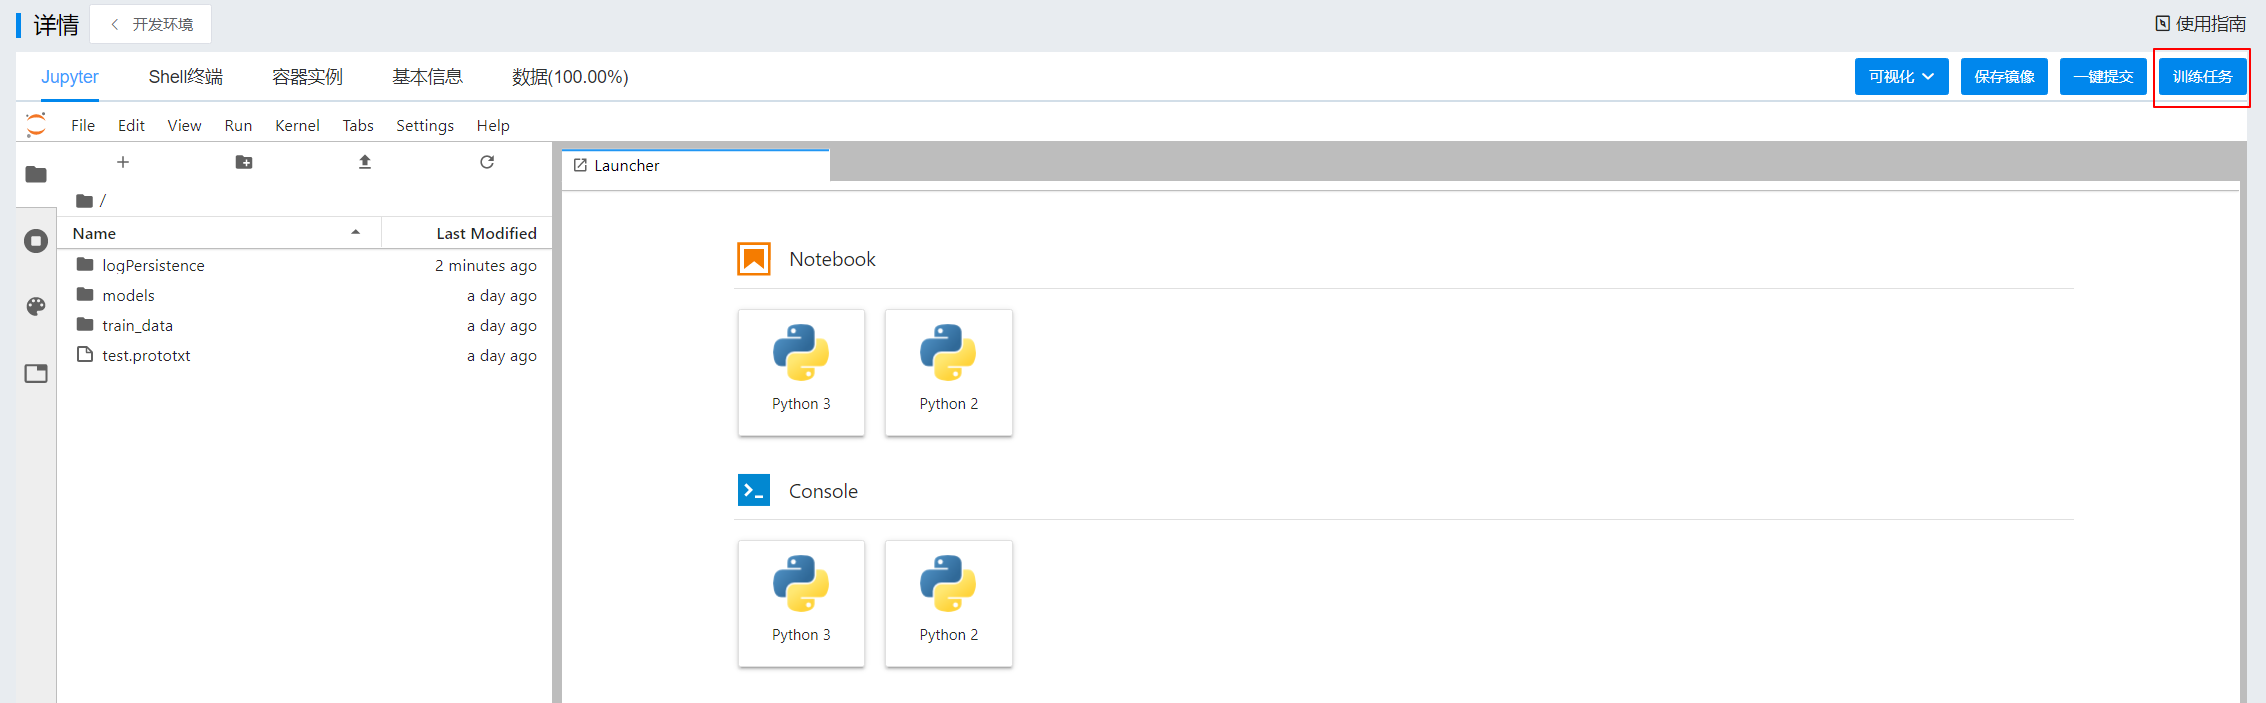 详情 开发环境 使用指南
Jupyter Shell终端 容器实例 基本信息 数据(100.00%) 可视化 保存镜像 一键提交 训练任务
File Edit View Run Kernel Tabs Settings Help
Launcher
/
Name Last Modified
logPersistence 2 minutes ago
models a day ago
train_data a day ago
test.prototxt a day ago
Notebook
Python 3 Python 2
Console
Python 3 Python 2